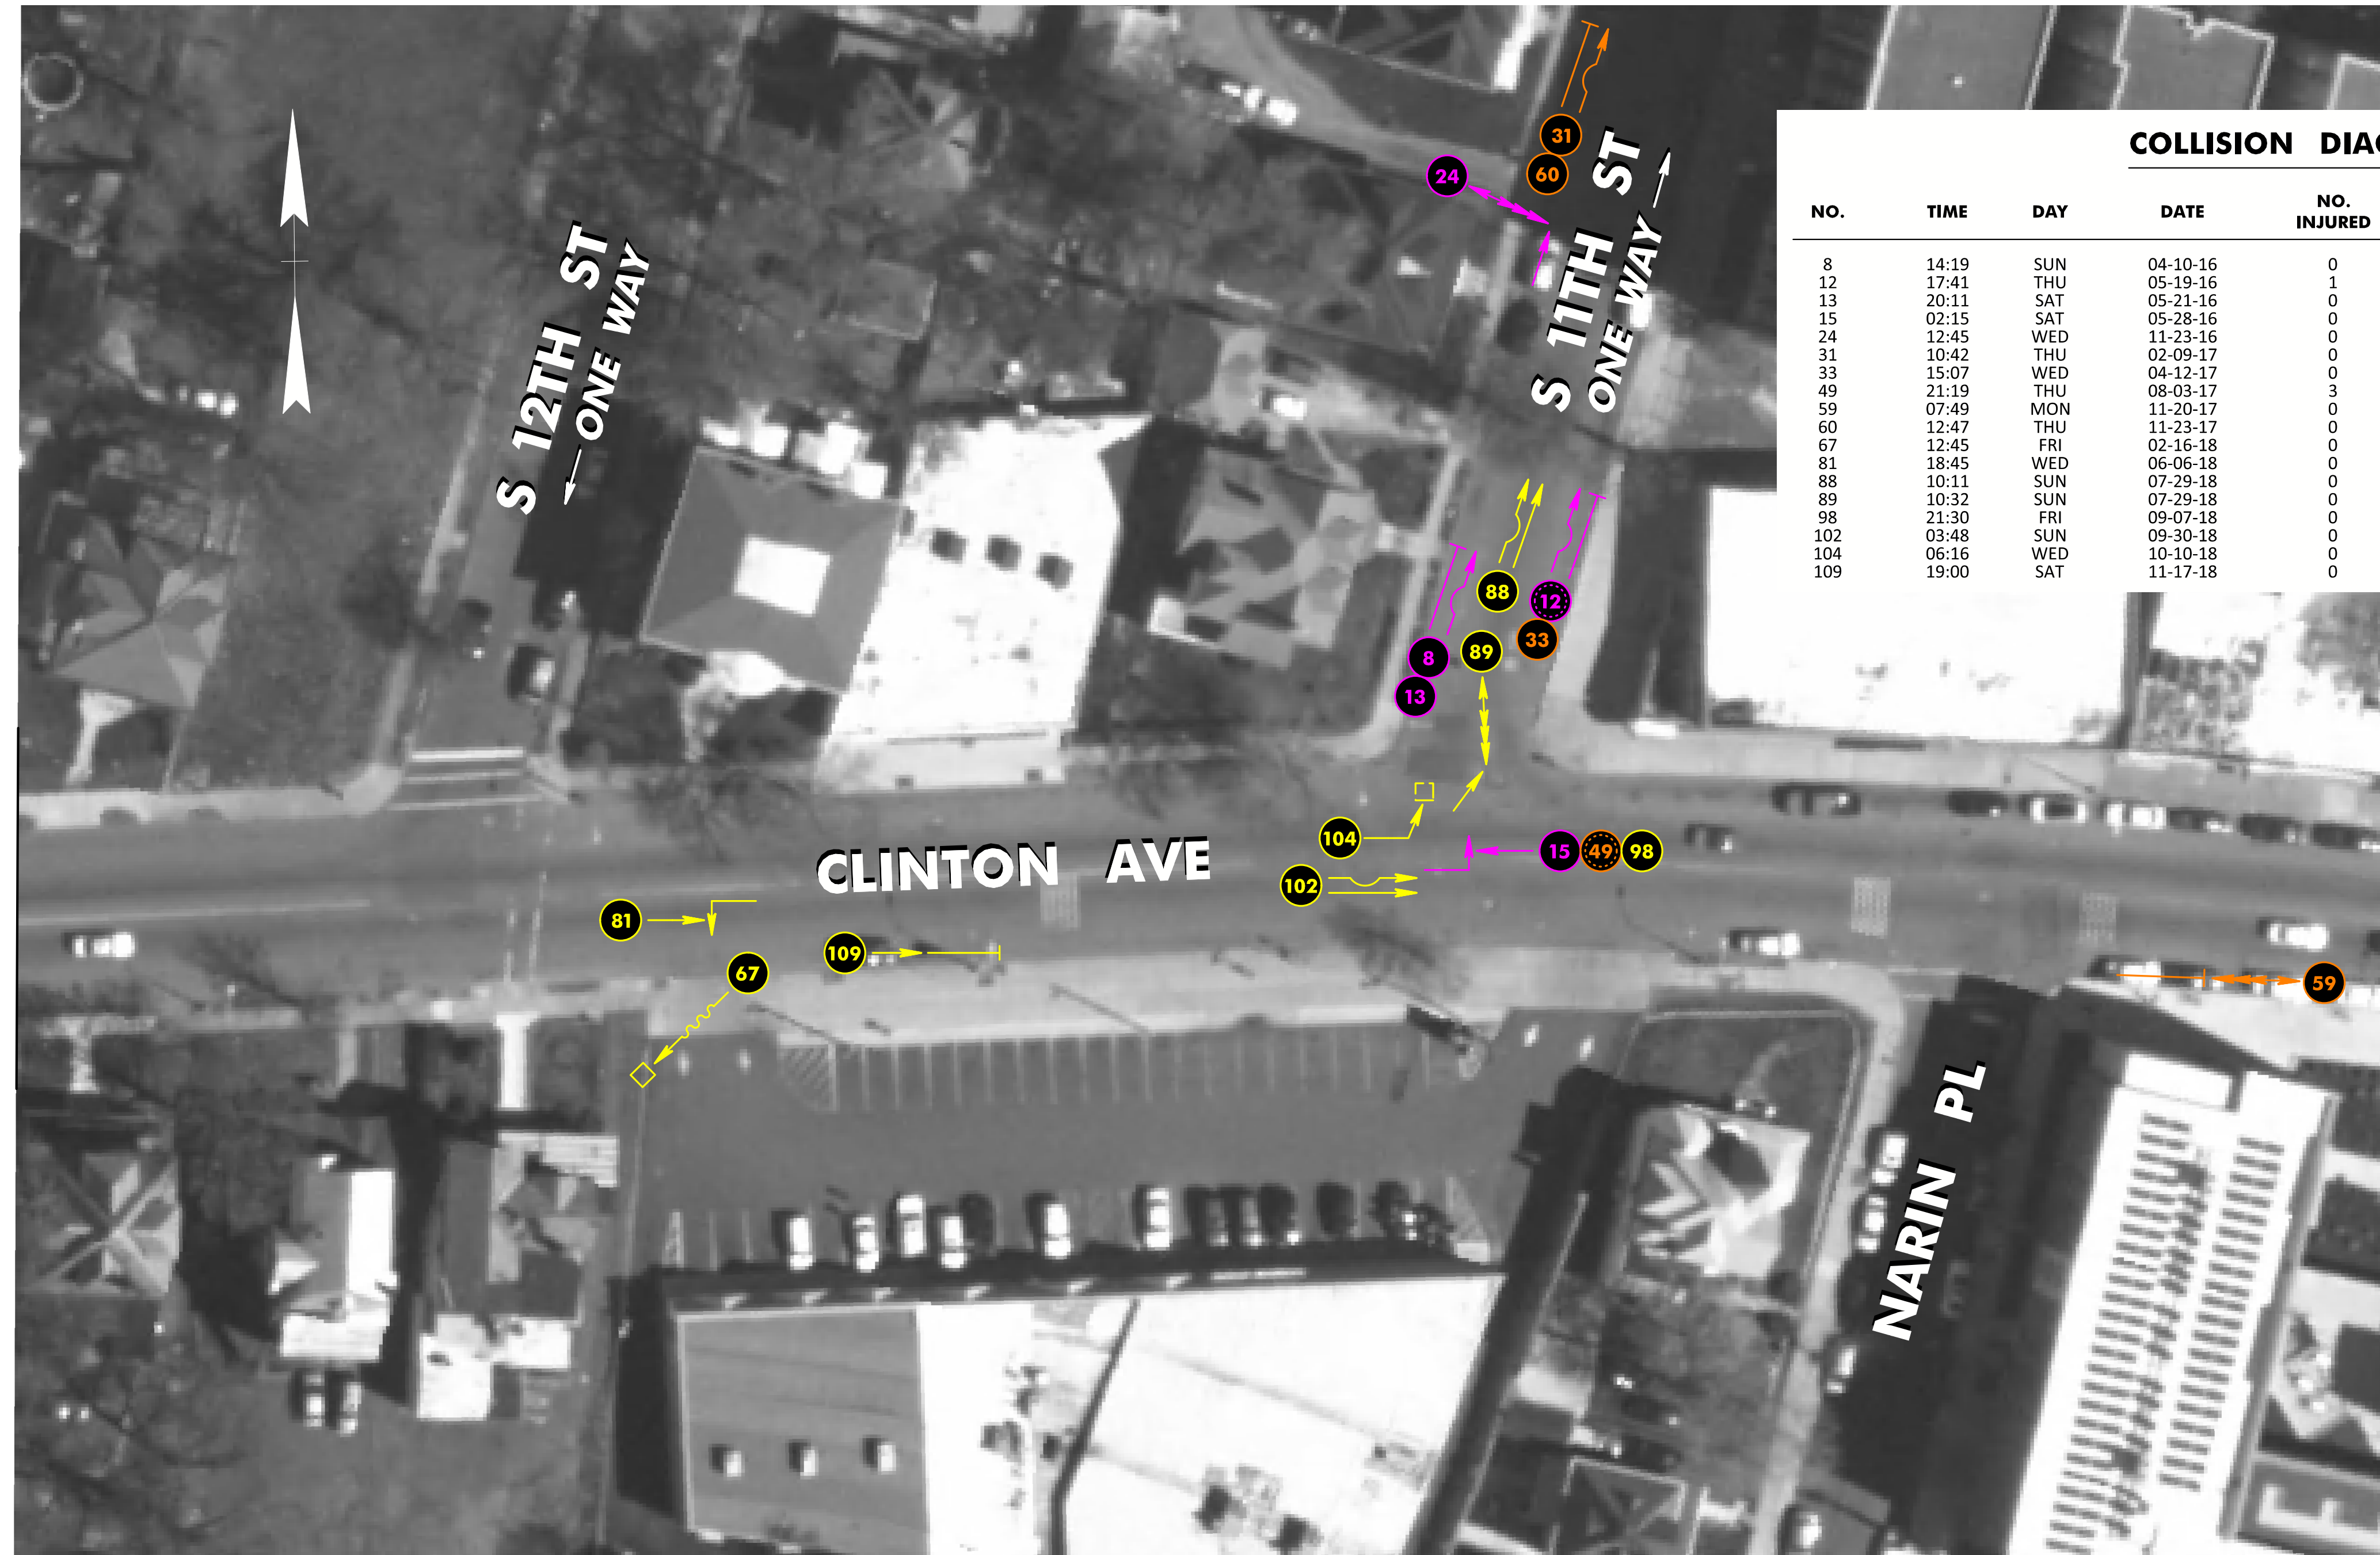 COLLISION DIAG
NO. TIME DAY DATE NO. INJURED
8 14:19 SUN 04-10-16 0
12 17:41 THU 05-19-16 1
13 20:11 SAT 05-21-16 0
15 02:15 SAT 05-28-16 0
24 12:45 WED 11-23-16 0
31 10:42 THU 02-09-17 0
33 15:07 WED 04-12-17 0
49 21:19 THU 08-03-17 3
59 07:49 MON 11-20-17 0
60 12:47 THU 11-23-17 0
67 12:45 FRI 02-16-18 0
81 18:45 WED 06-06-18 0
88 10:11 SUN 07-29-18 0
89 10:32 SUN 07-29-18 0
98 21:30 FRI 09-07-18 0
102 03:48 SUN 09-30-18 0
104 06:16 WED 10-10-18 0
109 19:00 SAT 11-17-18 0
31
60
24
S 11TH ST
ONE WAY
S 12TH ST
ONE WAY
88
12
33
89
8
13
104
15 49 98
CLINTON AVE
102
81
109
67
59
NARIN PL